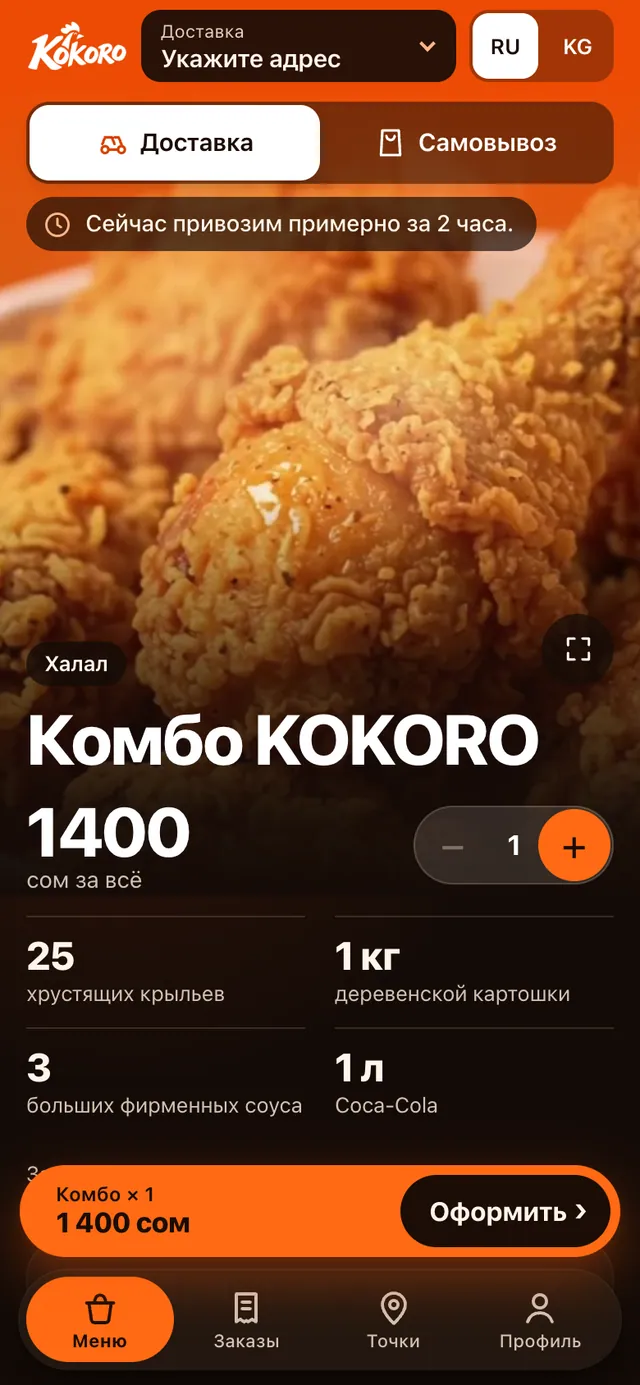 Kokoro
Доставка
Укажите адрес
RU
KG
Доставка
Самовывоз
Сейчас привозим примерно за 2 часа.
Халал
Комбо KOKORO
1400
сом за всё
− 1 +
25
хрустящих крыльев
1 кг
деревенской картошки
3
больших фирменных соуса
1 л
Coca-Cola
Комбо × 1
1 400 сом
Оформить ›
Меню
Заказы
Точки
Профиль